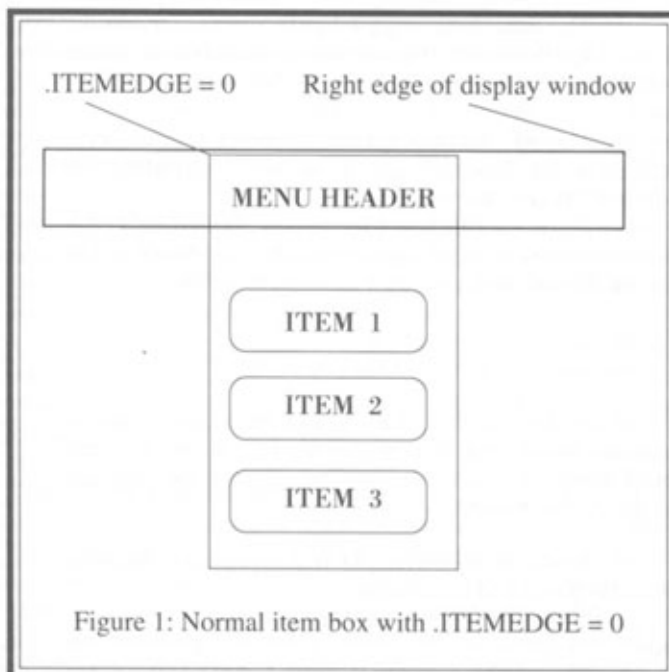 .ITEMEDGE = 0 Right edge of display window
MENU HEADER
ITEM 1
ITEM 2
ITEM 3
Figure 1: Normal item box with .ITEMEDGE = 0